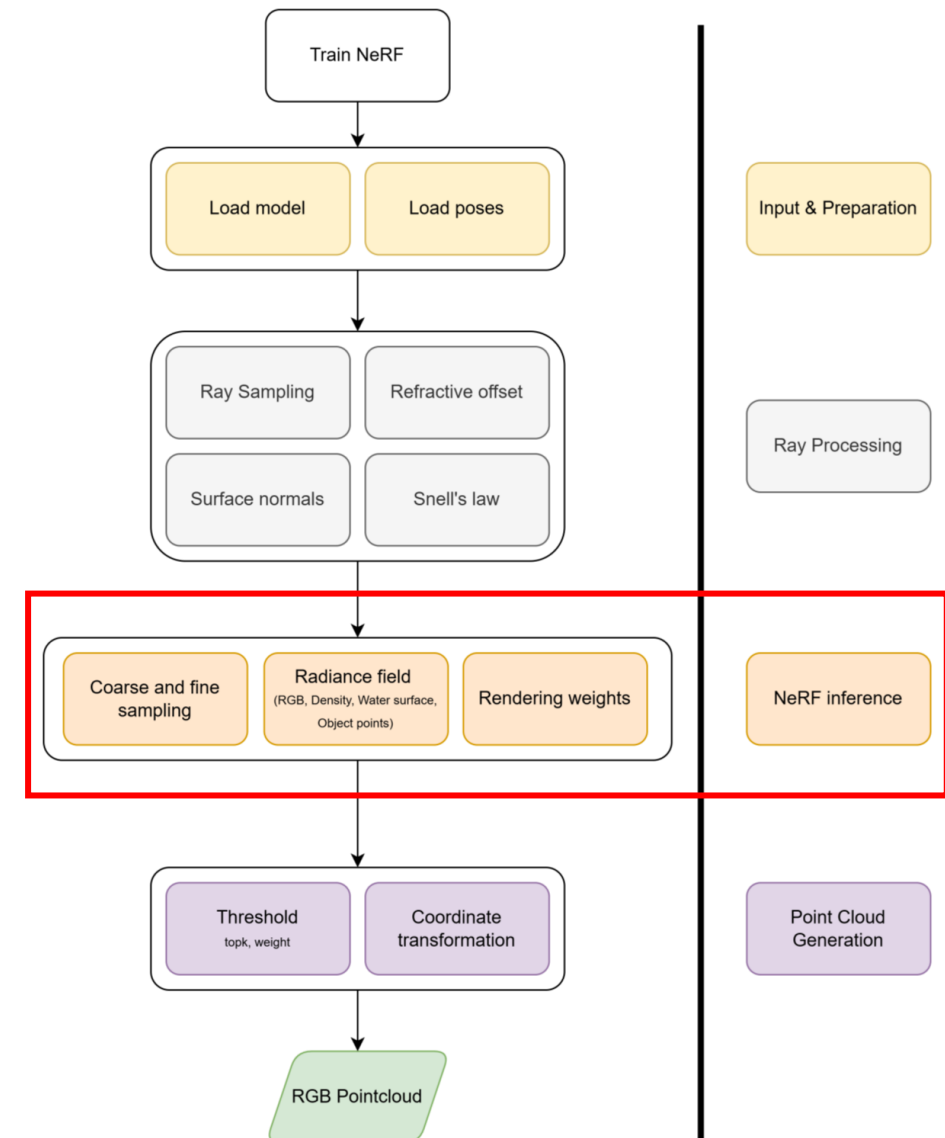 Train NeRF
Load model
Load poses
Input & Preparation
Ray Sampling
Refractive offset
Surface normals
Snell's law
Ray Processing
Coarse and fine
sampling
Radiance field
(RGB, Density, Water surface,
Object points)
Rendering weights
NeRF inference
Threshold
topk, weight
Coordinate
transformation
Point Cloud
Generation
RGB Pointcloud